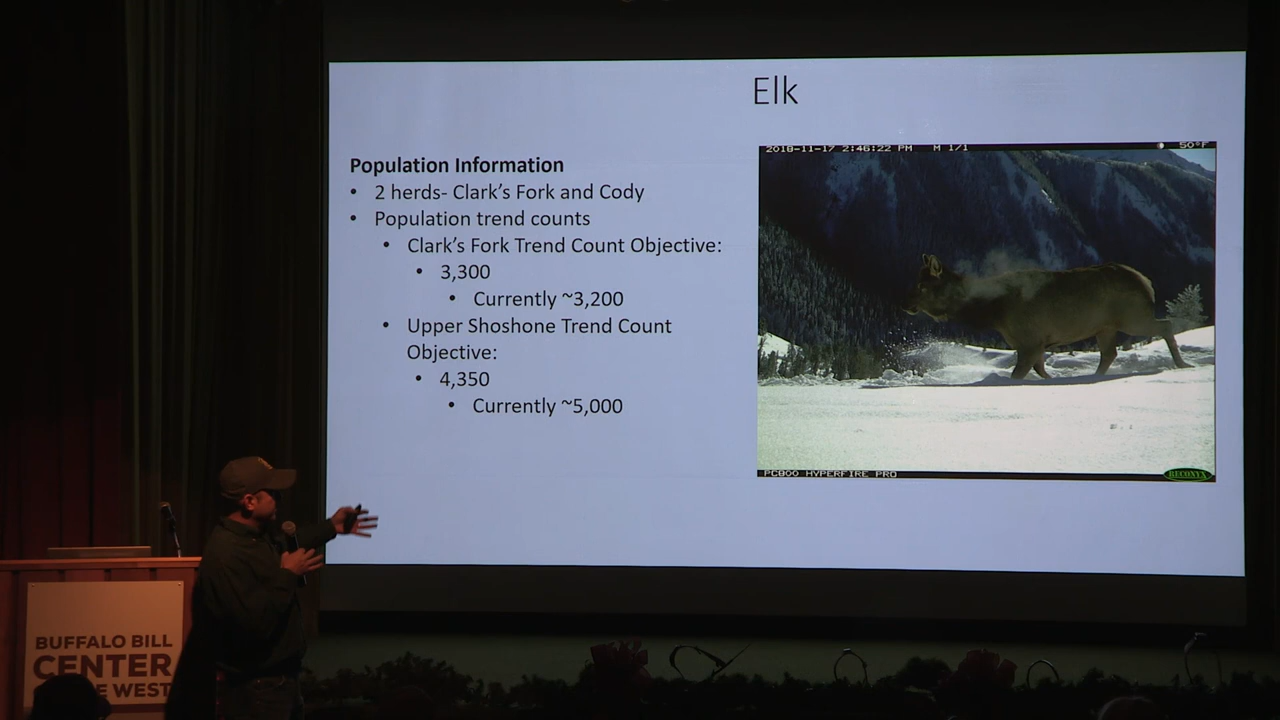 Elk
Population Information
• 2 herds- Clark's Fork and Cody
• Population trend counts
• Clark's Fork Trend Count Objective:
• 3,300
• Currently ~3,200
• Upper Shoshone Trend Count
Objective:
• 4,350
• Currently ~5,000
2018-11-17 2:46:22 PM M 1/1 50°F
PC800 HYPERFIRE PRO RECONYX
BUFFALO BILL
CENTER
WEST